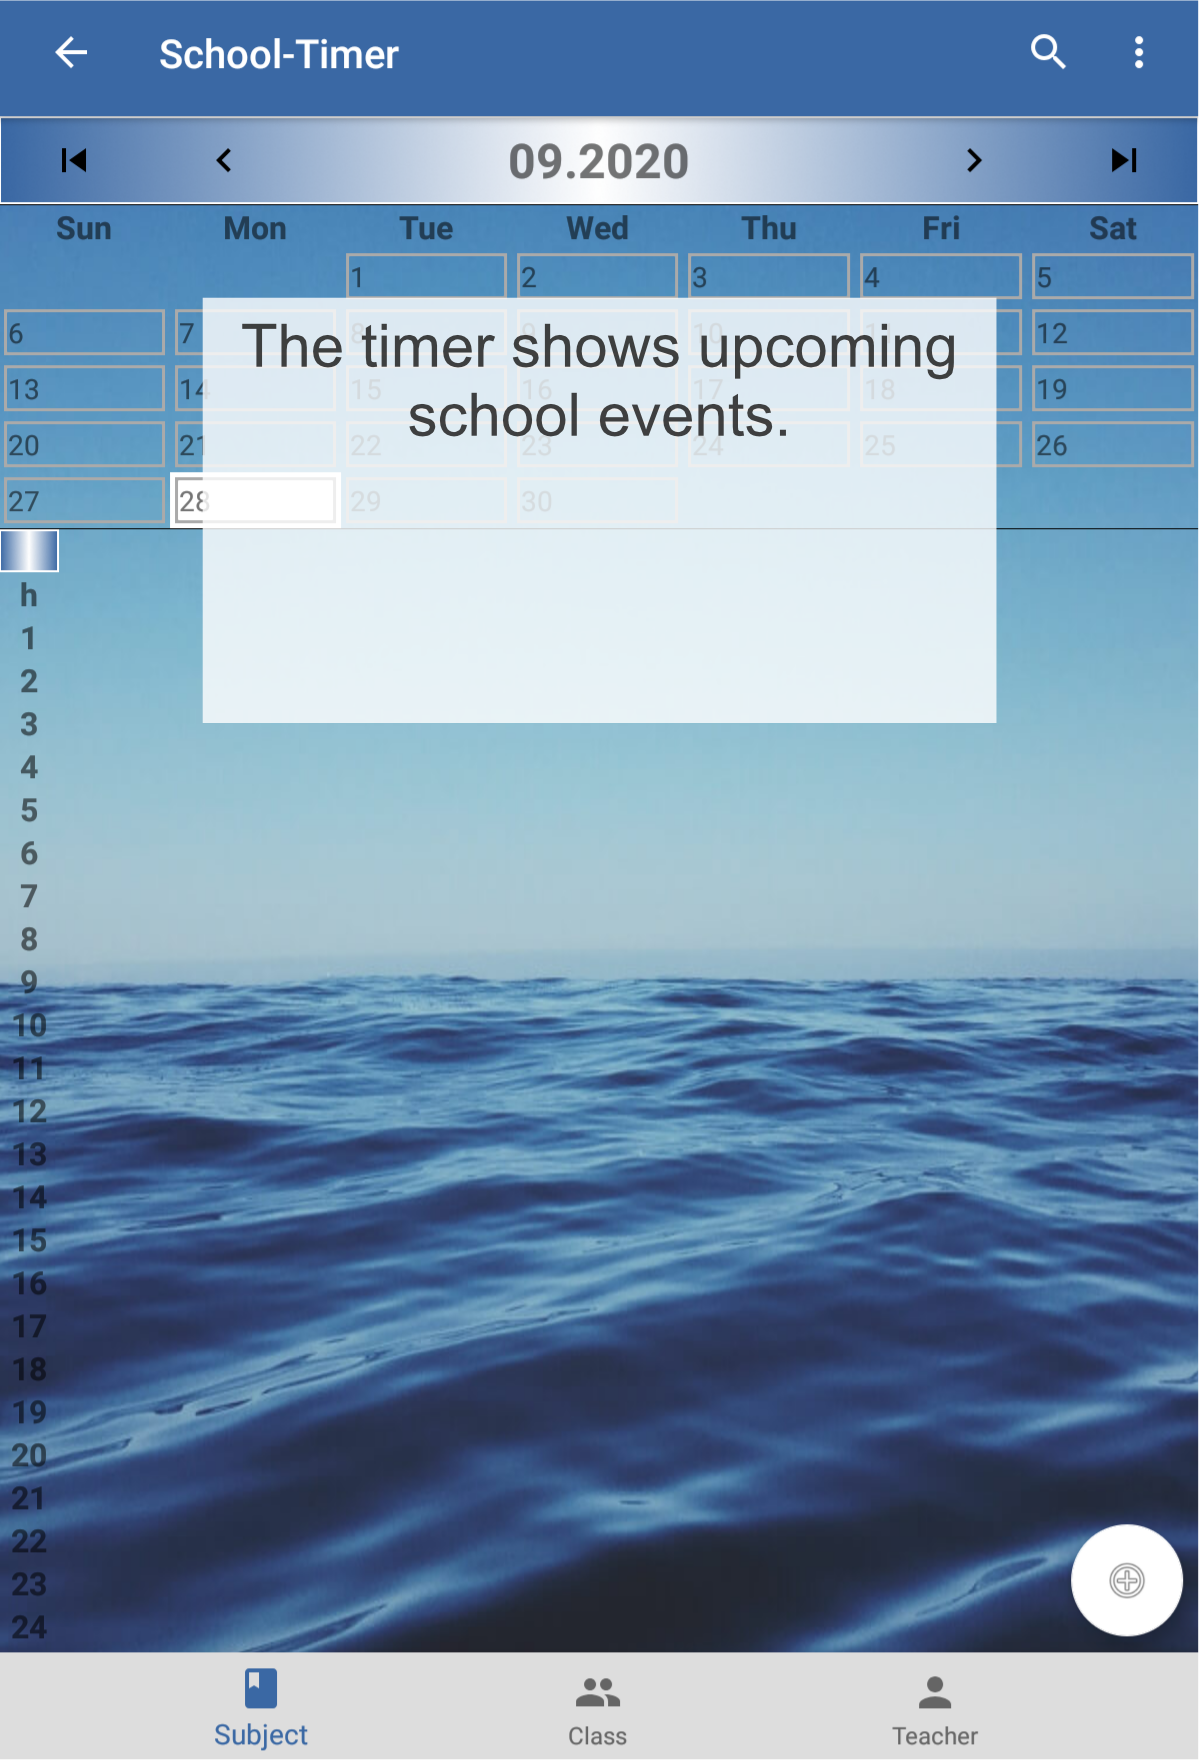 School-Timer
09.2020
Sun Mon Tue Wed Thu Fri Sat
1 2 3 4 5
6 7 8 9 10 11 12
The timer shows upcoming
13 14 15 16 17 18 19
school events.
20 21 22 23 24 25 26
27 28 29 30
h
1
2
3
4
5
6
7
8
9
10
11
12
13
14
15
16
17
18
19
20
21
22
23
24
Subject Class Teacher